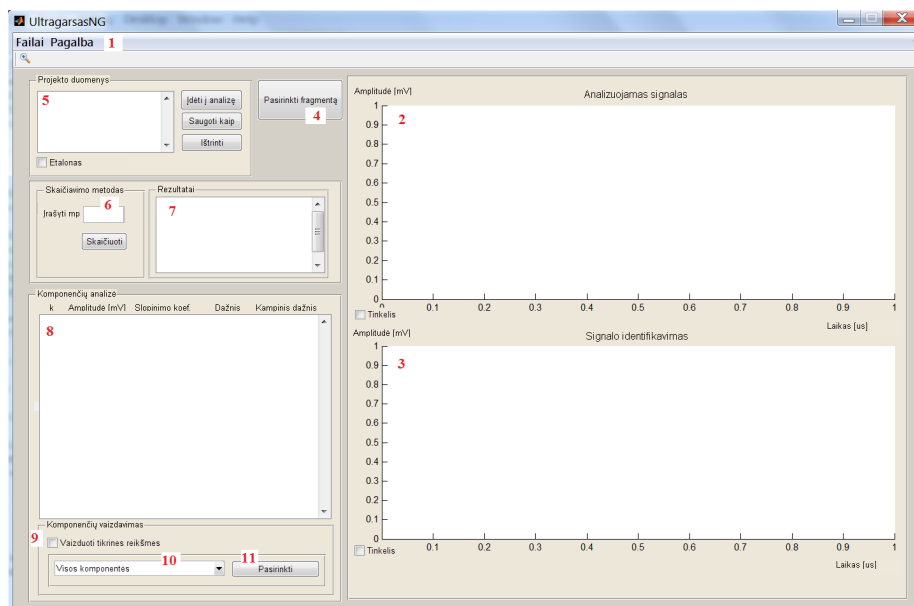 UltragarsasNG
Failai Pagalba 1
Projekto duomenys
5
Įdėti į analizę
Saugoti kaip
Ištrinti
Etalonas
Pasirinkti fragmentą
4
Skaičiavimo metodas
6
Įrašyti mp
Skaičiuoti
Rezultatai
7
Komponenčių analizė
k Amplitudė [mV] Slopinimo koef. Dažnis Kampinis dažnis
8
Komponenčių vaizdavimas
9
Vaizduoti tikrines reikšmes
10
11
Visos komponentės
Pasirinkti
Amplitudė [mV]
Analizuojamas signalas
2
1
0.9
0.8
0.7
0.6
0.5
0.4
0.3
0.2
0.1
0
0 0.1 0.2 0.3 0.4 0.5 0.6 0.7 0.8 0.9 1
Tinkelis
Laikas [us]
Amplitudė [mV]
Signalo identifikavimas
3
1
0.9
0.8
0.7
0.6
0.5
0.4
0.3
0.2
0.1
0
0.1 0.2 0.3 0.4 0.5 0.6 0.7 0.8 0.9 1
Tinkelis
Laikas [us]